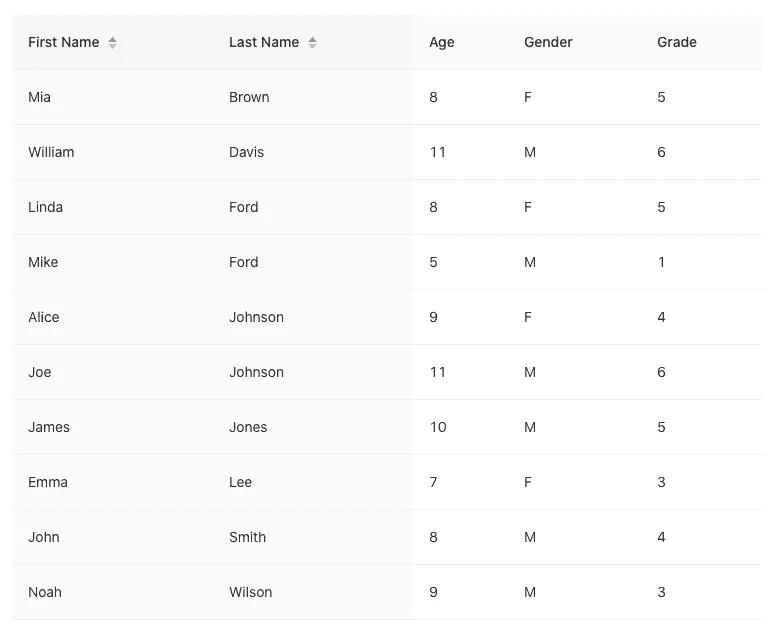 First Name Last Name Age Gender Grade
Mia Brown 8 F 5
William Davis 11 M 6
Linda Ford 8 F 5
Mike Ford 5 M 1
Alice Johnson 9 F 4
Joe Johnson 11 M 6
James Jones 10 M 5
Emma Lee 7 F 3
John Smith 8 M 4
Noah Wilson 9 M 3